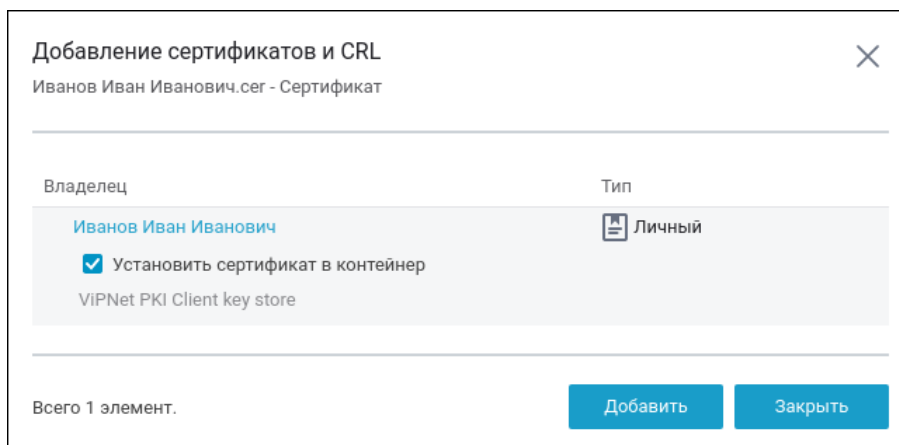 Добавление сертификатов и CRL
Иванов Иван Иванович.cer - Сертификат
Владелец Тип
Иванов Иван Иванович Личный
Установить сертификат в контейнер
ViPNet PKI Client key store
Всего 1 элемент. Добавить Закрыть